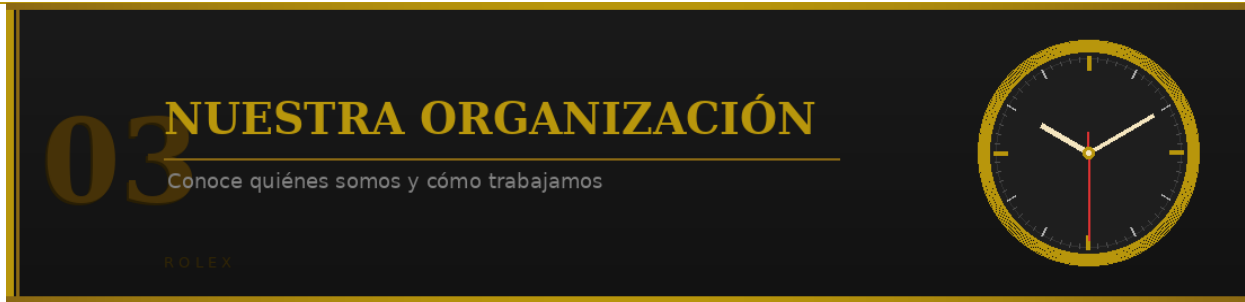 03
NUESTRA ORGANIZACIÓN
Conoce quiénes somos y cómo trabajamos
ROLEX